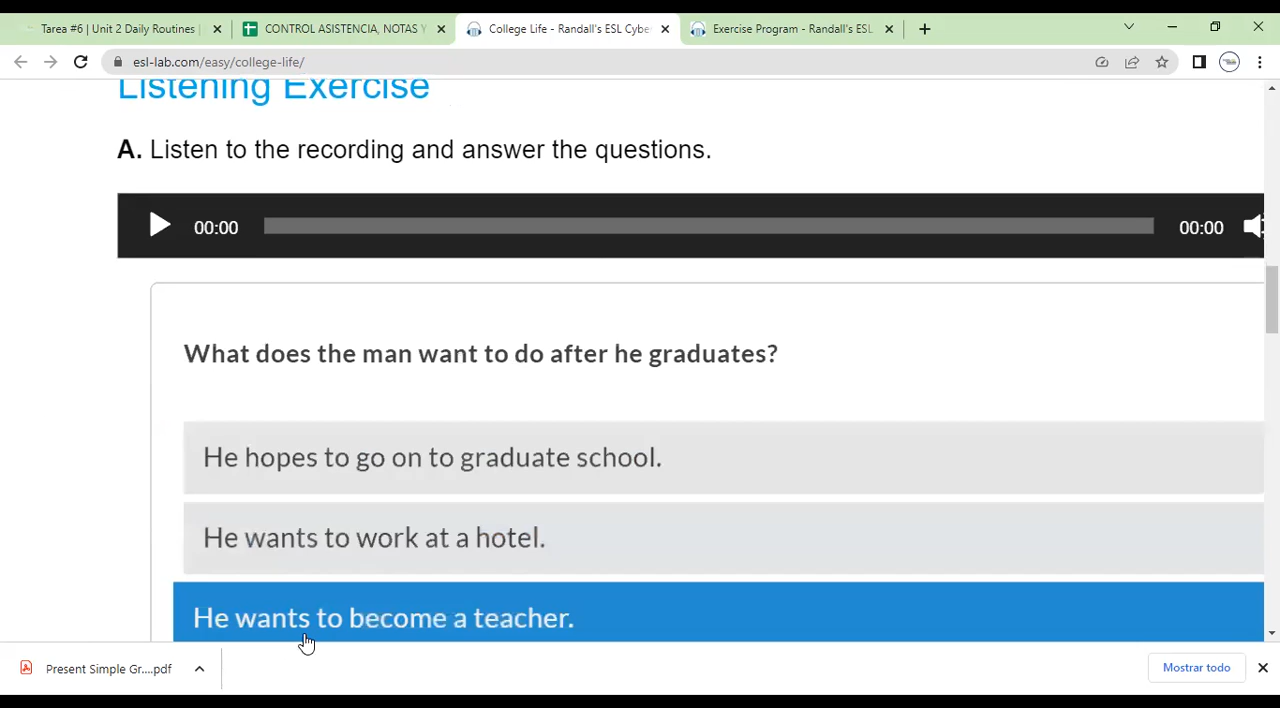 Tarea #6 | Unit 2 Daily Routines |
CONTROL ASISTENCIA, NOTAS Y
College Life - Randall's ESL Cybe
Exercise Program - Randall's ESL
esl-lab.com/easy/college-life/
Listening Exercise
A. Listen to the recording and answer the questions.
00:00
00:00
What does the man want to do after he graduates?
He hopes to go on to graduate school.
He wants to work at a hotel.
He wants to become a teacher.
Present Simple Gr....pdf
Mostrar todo